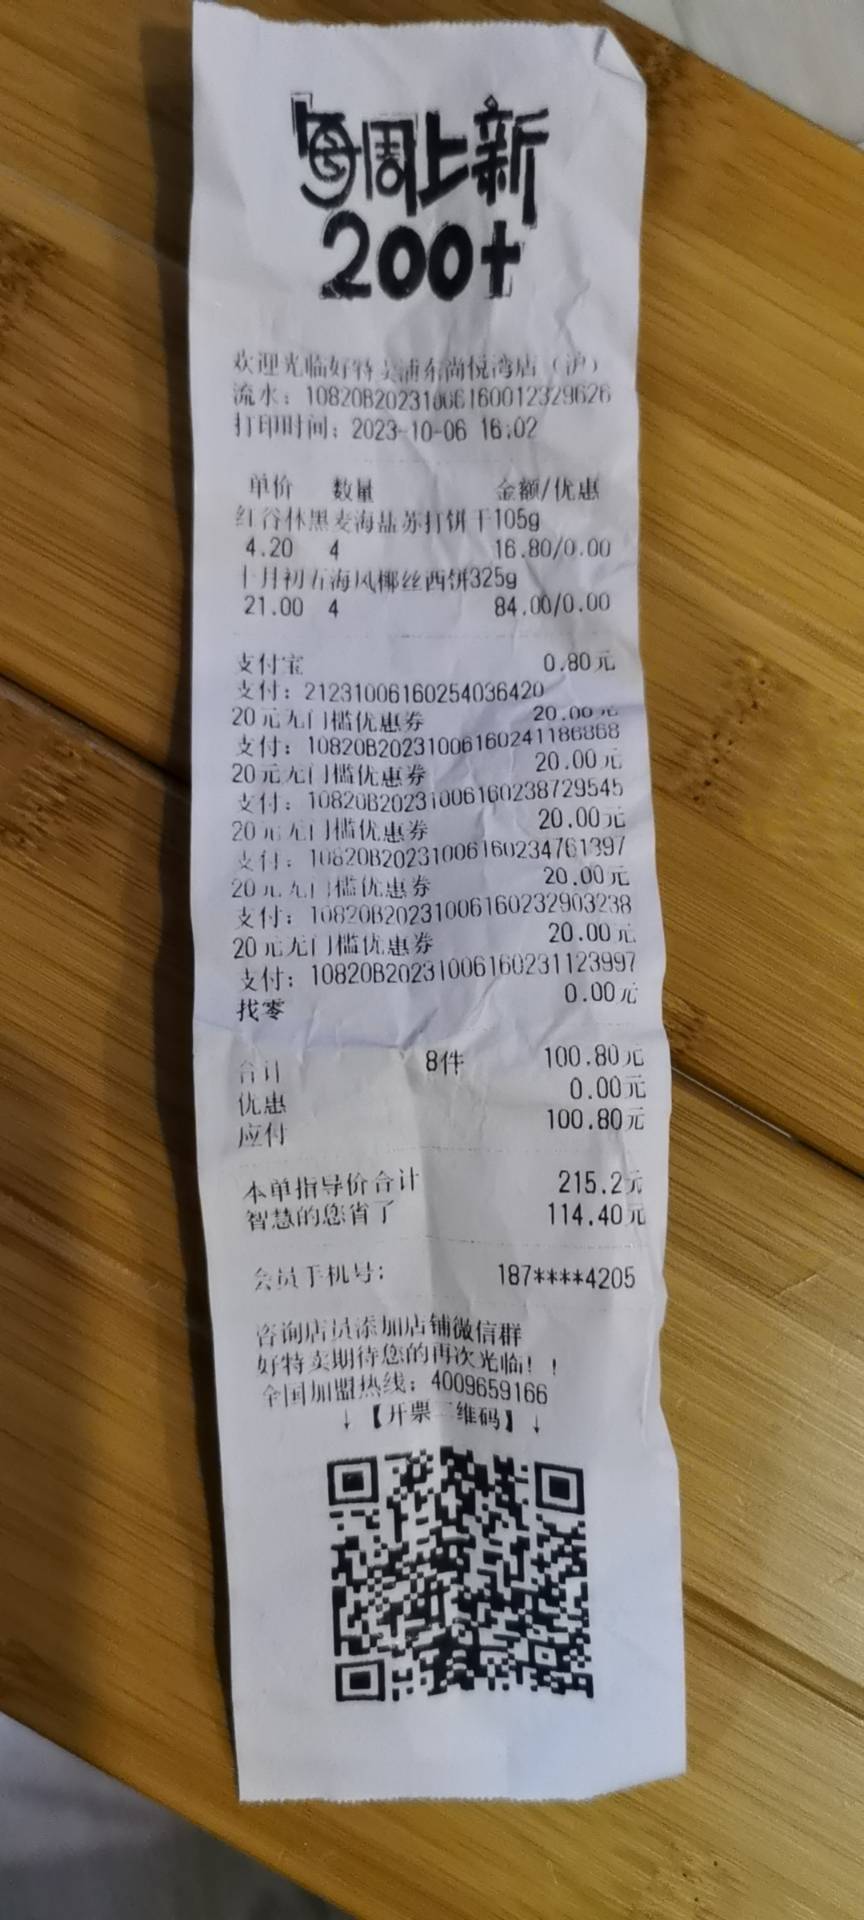 每周上新
200+
欢迎光临好特卖浦东尚悦湾店（沪）
流水：10820B20231006160012329626
打印时间：2023-10-06 16:02
单价 数量 金额/优惠
红谷林黑麦海盐苏打饼干105g
4.20 4 16.80/0.00
十月初五海风椰丝西饼325g
21.00 4 84.00/0.00
支付宝 0.80元
支付：21231006160254036420
20元无门槛优惠券 20.00元
支付：10820B20231006160241186868
20元无门槛优惠券 20.00元
支付：10820B20231006160238729545
20元无门槛优惠券 20.00元
支付：10820B20231006160234761397
20元无门槛优惠券 20.00元
支付：10820B20231006160232903238
20元无门槛优惠券 20.00元
支付：10820B20231006160231123997
找零 0.00元
合计 8件 100.80元
优惠 0.00元
应付 100.80元
本单指导价合计 215.2元
智慧的您省了 114.40元
会员手机号： 187****4205
咨询店员添加店铺微信群
好特卖期待您的再次光临！！
全国加盟热线：4009659166
↓【开票二维码】↓